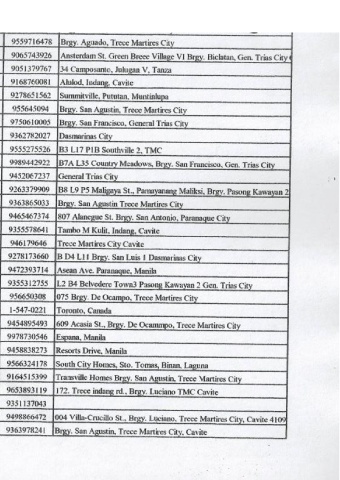 9559716478 Brgy. Aguado, Trece Martires City
9065743926 Amsterdam St. Green Breeze Village VI Brgy. Biclatan, Gen. Trias City
9051379767 34 Camposanto, Julugan V, Tanza
9168760081 Alulod, Indang, Cavite
9278651562 Summitville, Pututan, Muntinlupa
955645094 Brgy. San Agustin, Trece Martires City
9750610005 Brgy. San Francisco, General Trias City
9362782027 Dasmarinas City
9555275526 B3 L17 P1B Southville 2, TMC
9989442922 B7A L35 Country Meadows, Brgy. San Francisco, Gen. Trias City
9452067237 General Trias City
9263379909 B8 L9 P5 Maligaya St., Pamayanang Maliksi, Brgy. Pasong Kawayan 2
9363865033 Brgy. San Agustin Trece Martires City
9465467374 807 St. Brgy. San Antonio, Paranaque City
9355578641 Tambo M Kulit, Indang, Cavite
946179646 Trece Martires City Cavite
9278173660 B D4 L11 Brgy. San Luis 1 Dasmarinas City
9472393714 Asean Ave. Paranaque, Manila
9355312755 L2 B4 Belvedere Towa3 Pasong Kawayan 2 Gen. Trias City
956650308 075 Brgy. De Ocampo, Trece Martires City
1-547-0221 Toronto, Canada
9454895493 609 Acasia St., Brgy. De Ocammpo, Trece Martires City
9978730546 Espana, Manila
9458838273 Resorts Drive, Manila
9566324178 South City Homes, Sto. Tomas, Binan, Laguna
9164515399 Transville Homes Brgy. San Agustin, Trece Martires City
9653893119 172. Trece indang rd., Brgy. Luciano TMC Cavite
9351137043
9498866472 004 Villa-Crucillo St., Brgy. Luciano, Trece Martires City, Cavite 4109
9363978241 Brgy. San Agustin, Trece Martires City, Cavite